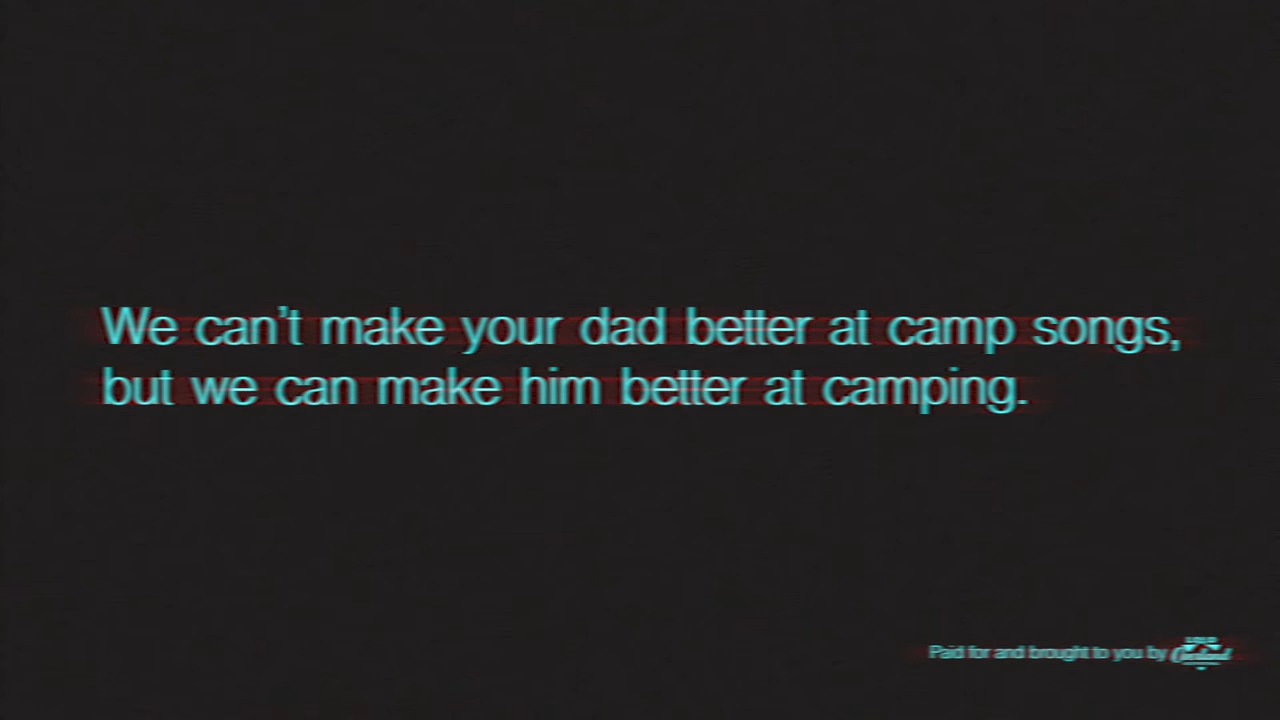 We can’t make your dad better at camp songs,
but we can make him better at camping.
Paid for and brought to you by